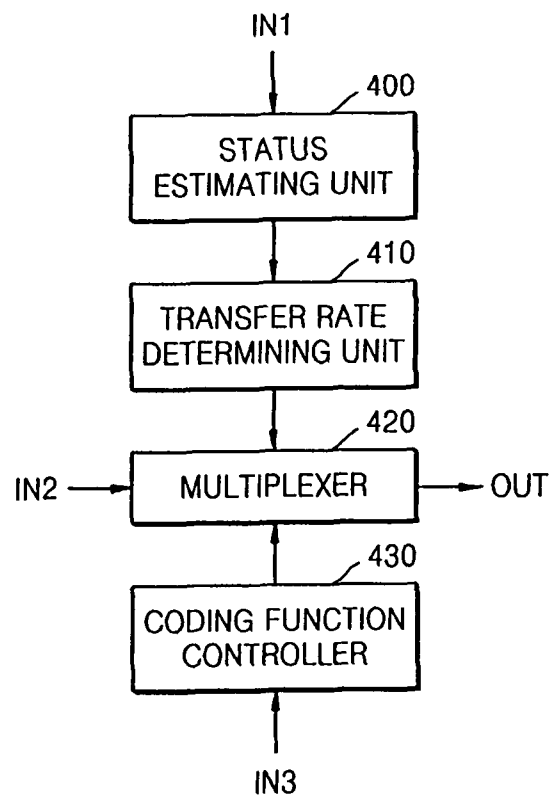 IN1
400
STATUS
ESTIMATING UNIT
410
TRANSFER RATE
DETERMINING UNIT
420
IN2
MULTIPLEXER
OUT
430
CODING FUNCTION
CONTROLLER
IN3